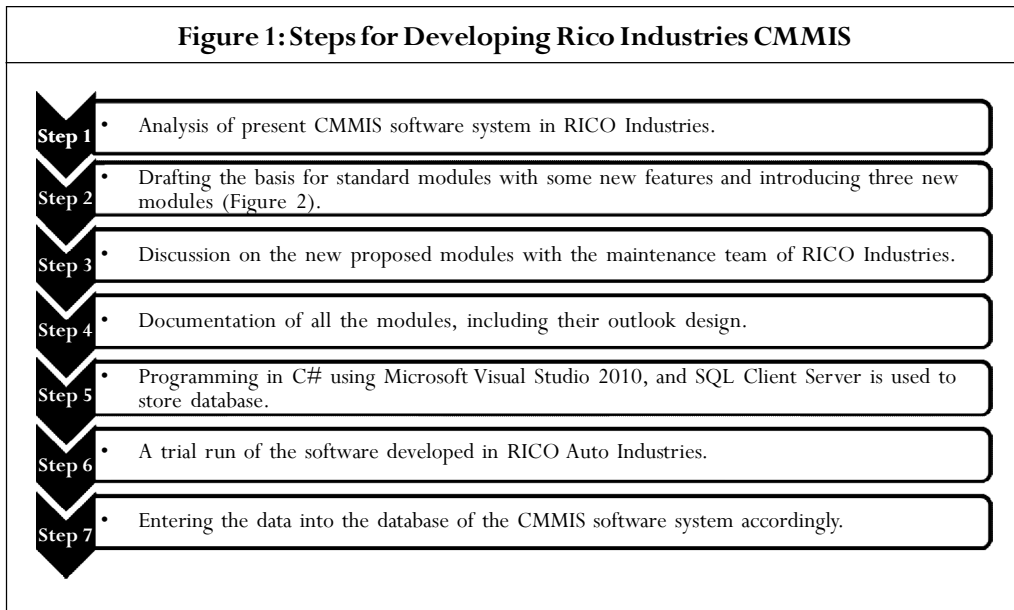 Figure 1: Steps for Developing Rico Industries CMMIS
Step 1
• Analysis of present CMMIS software system in RICO Industries.
Step 2
• Drafting the basis for standard modules with some new features and introducing three new
modules (Figure 2).
Step 3
• Discussion on the new proposed modules with the maintenance team of RICO Industries.
Step 4
• Documentation of all the modules, including their outlook design.
Step 5
• Programming in C# using Microsoft Visual Studio 2010, and SQL Client Server is used to
store database.
Step 6
• A trial run of the software developed in RICO Auto Industries.
Step 7
• Entering the data into the database of the CMMIS software system accordingly.